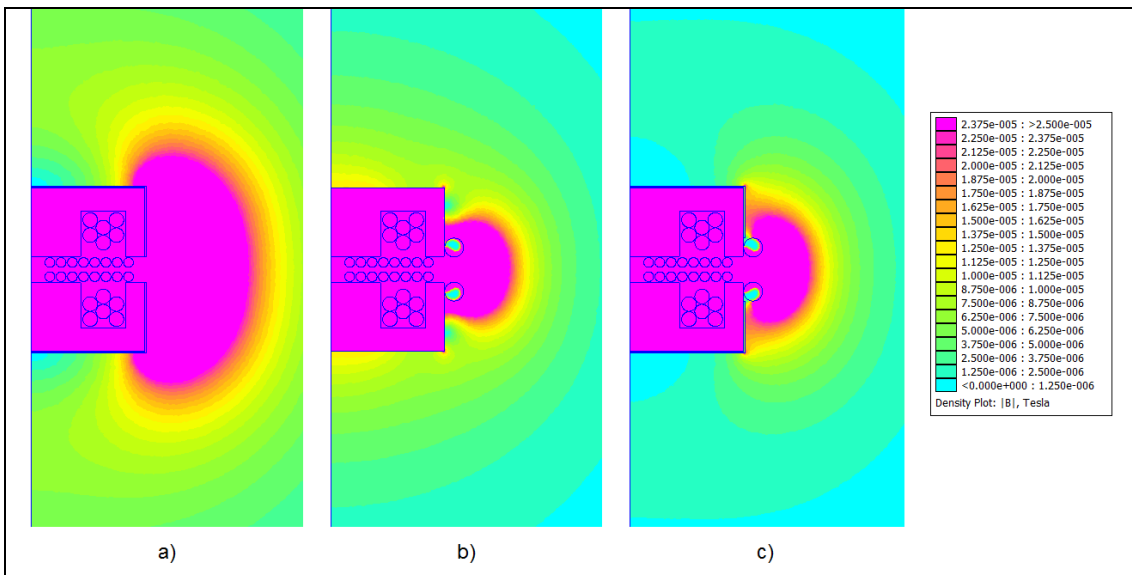 2.375e-005 : >2.500e-005
2.250e-005 : 2.375e-005
2.125e-005 : 2.250e-005
2.000e-005 : 2.125e-005
1.875e-005 : 2.000e-005
1.750e-005 : 1.875e-005
1.625e-005 : 1.750e-005
1.500e-005 : 1.625e-005
1.375e-005 : 1.500e-005
1.250e-005 : 1.375e-005
1.125e-005 : 1.250e-005
1.000e-005 : 1.125e-005
8.750e-006 : 1.000e-005
7.500e-006 : 8.750e-006
6.250e-006 : 7.500e-006
5.000e-006 : 6.250e-006
3.750e-006 : 5.000e-006
2.500e-006 : 3.750e-006
1.250e-006 : 2.500e-006
<0.000e+000 : 1.250e-006
Density Plot: |B|, Tesla
a)
b)
c)